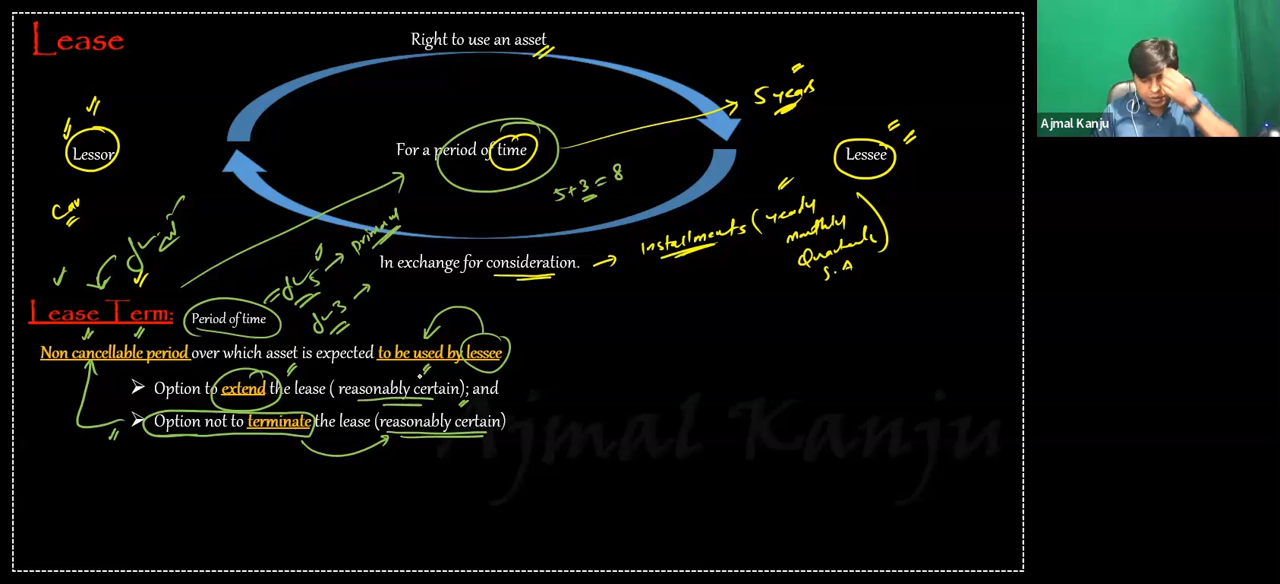 Lease
Right to use an asset
5 years
Lessor
For a period of time
Lessee
5+3=8
Car
Installments (yearly
monthly
S.A
primary
In exchange for consideration.
Lease Term:
Period of time
Non cancellable period over which asset is expected to be used by lessee
➢ Option to extend the lease ( reasonably certain); and
➢ Option not to terminate the lease (reasonably certain)
Ajmal Kanju
Ajmal Kanju